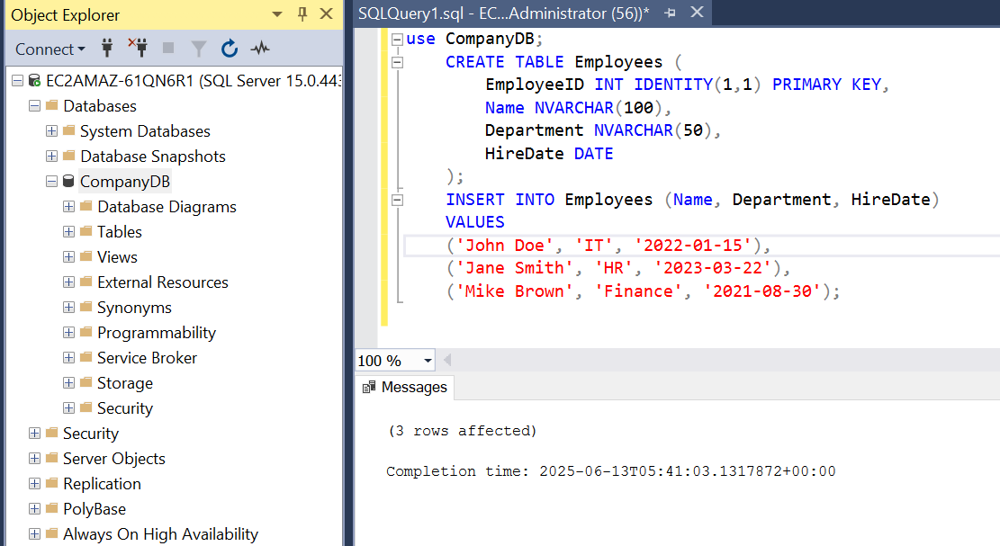 Object Explorer
Connect
EC2AMAZ-61QN6R1 (SQL Server 15.0.443
Databases
System Databases
Database Snapshots
CompanyDB
Database Diagrams
Tables
Views
External Resources
Synonyms
Programmability
Service Broker
Storage
Security
Security
Server Objects
Replication
PolyBase
Always On High Availability
SQLQuery1.sql - EC...Administrator (56))*
use CompanyDB;
CREATE TABLE Employees (
EmployeeID INT IDENTITY(1,1) PRIMARY KEY,
Name NVARCHAR(100),
Department NVARCHAR(50),
HireDate DATE
);
INSERT INTO Employees (Name, Department, HireDate)
VALUES
('John Doe', 'IT', '2022-01-15'),
('Jane Smith', 'HR', '2023-03-22'),
('Mike Brown', 'Finance', '2021-08-30');
100 %
Messages
(3 rows affected)
Completion time: 2025-06-13T05:41:03.1317872+00:00